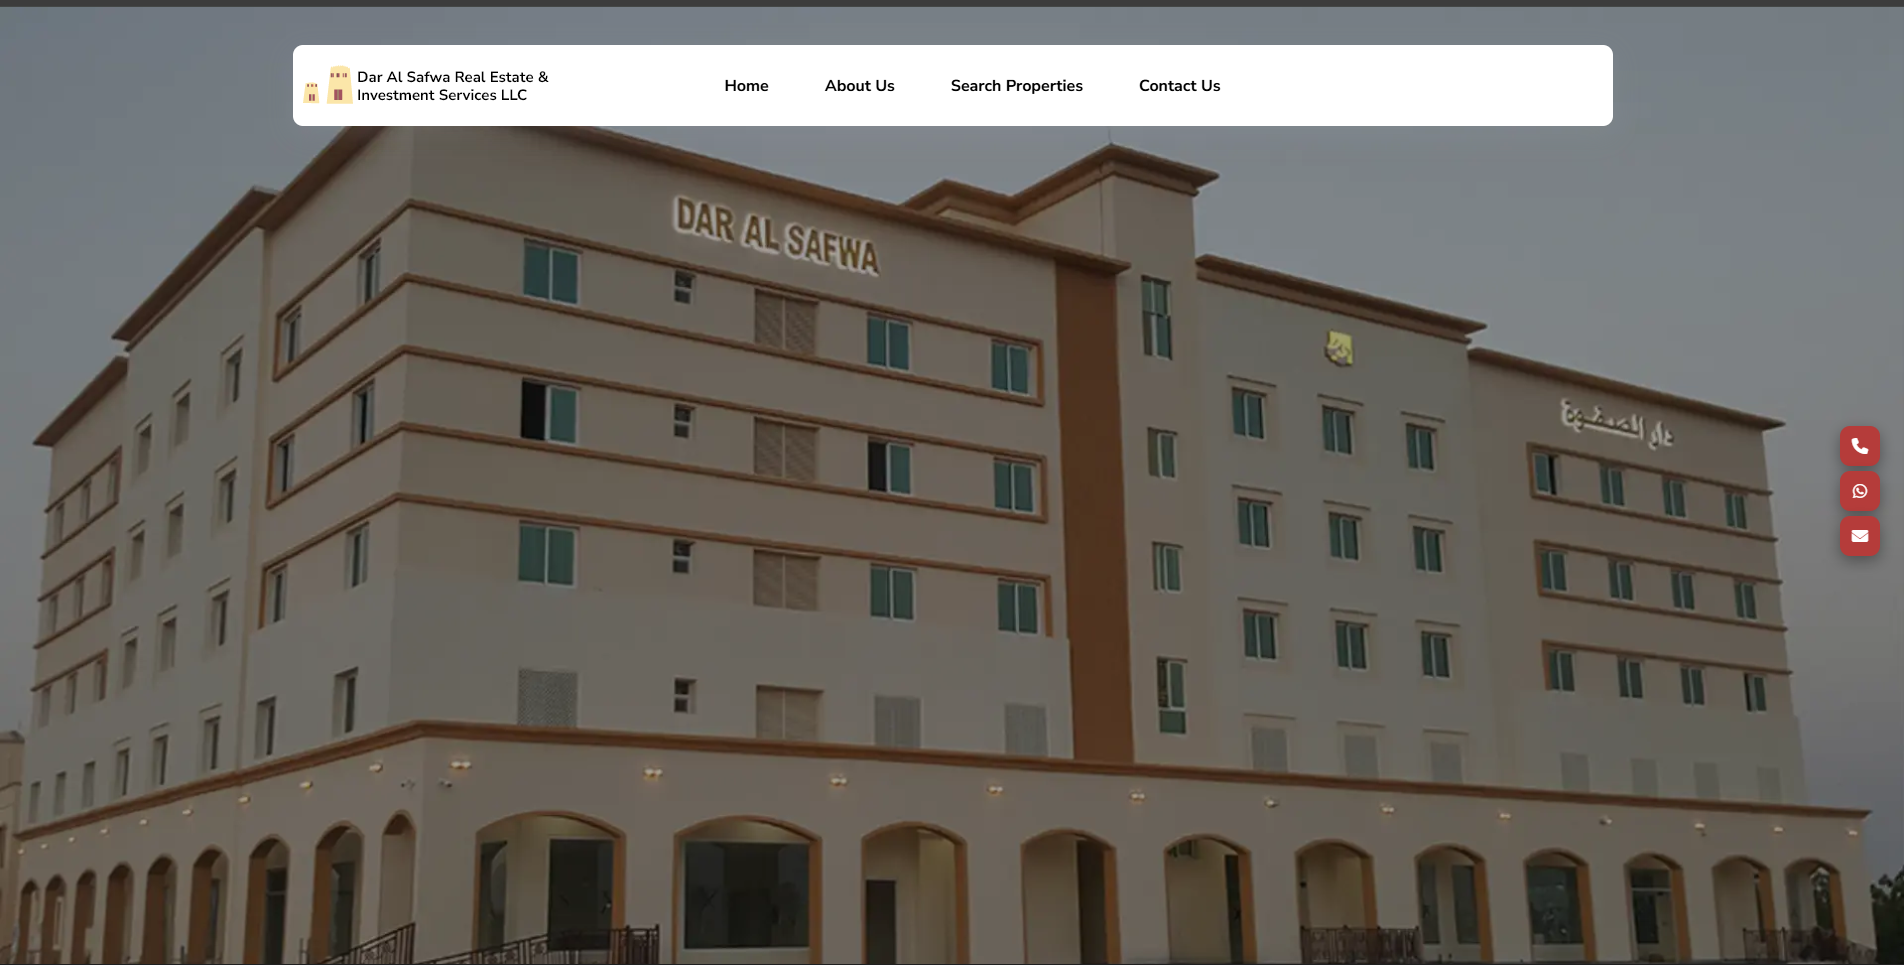 Dar Al Safwa Real Estate &
Investment Services LLC
Home
About Us
Search Properties
Contact Us
DAR AL SAFWA
دار الصفوة